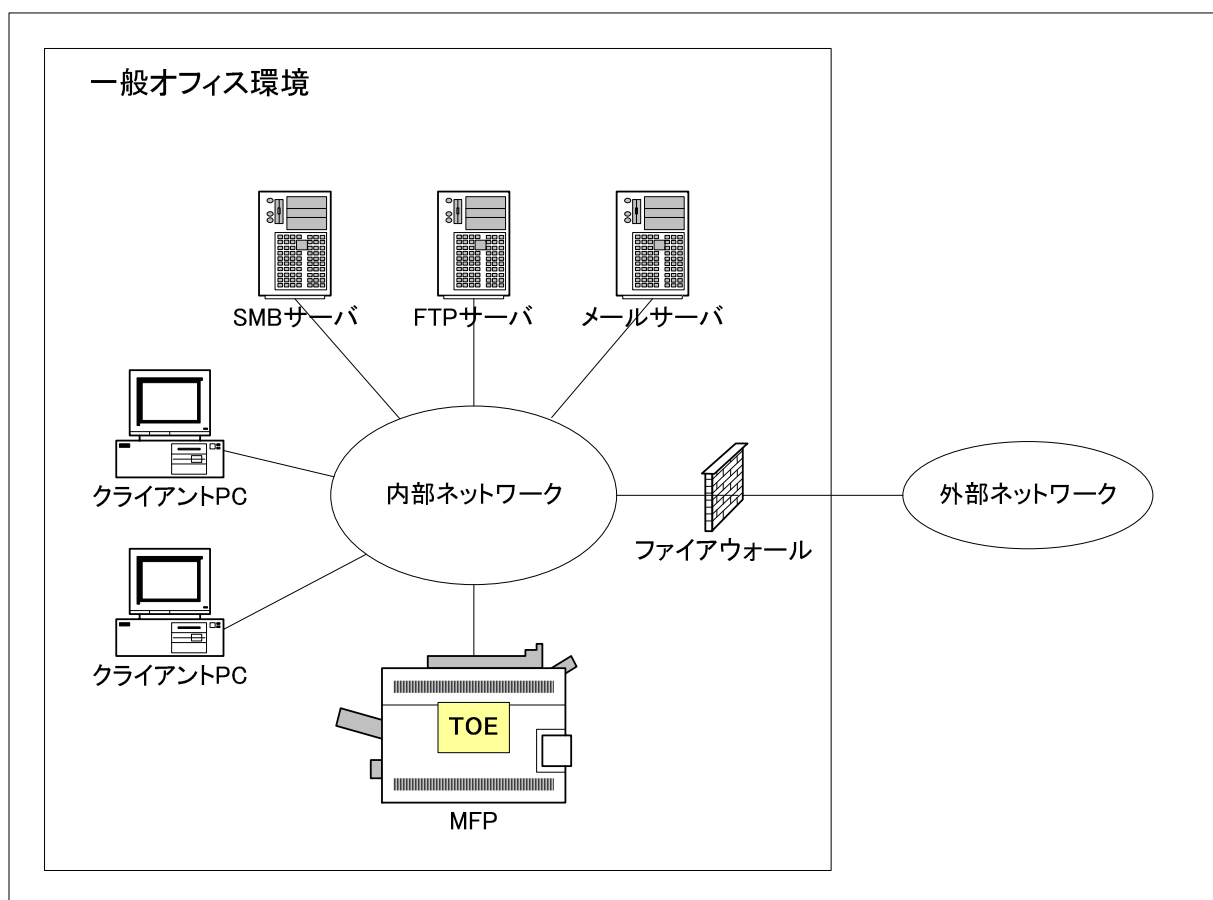 一般オフィス環境
SMBサーバ
FTPサーバ
メールサーバ
クライアントPC
内部ネットワーク
外部ネットワーク
ファイアウォール
クライアントPC
TOE
MFP